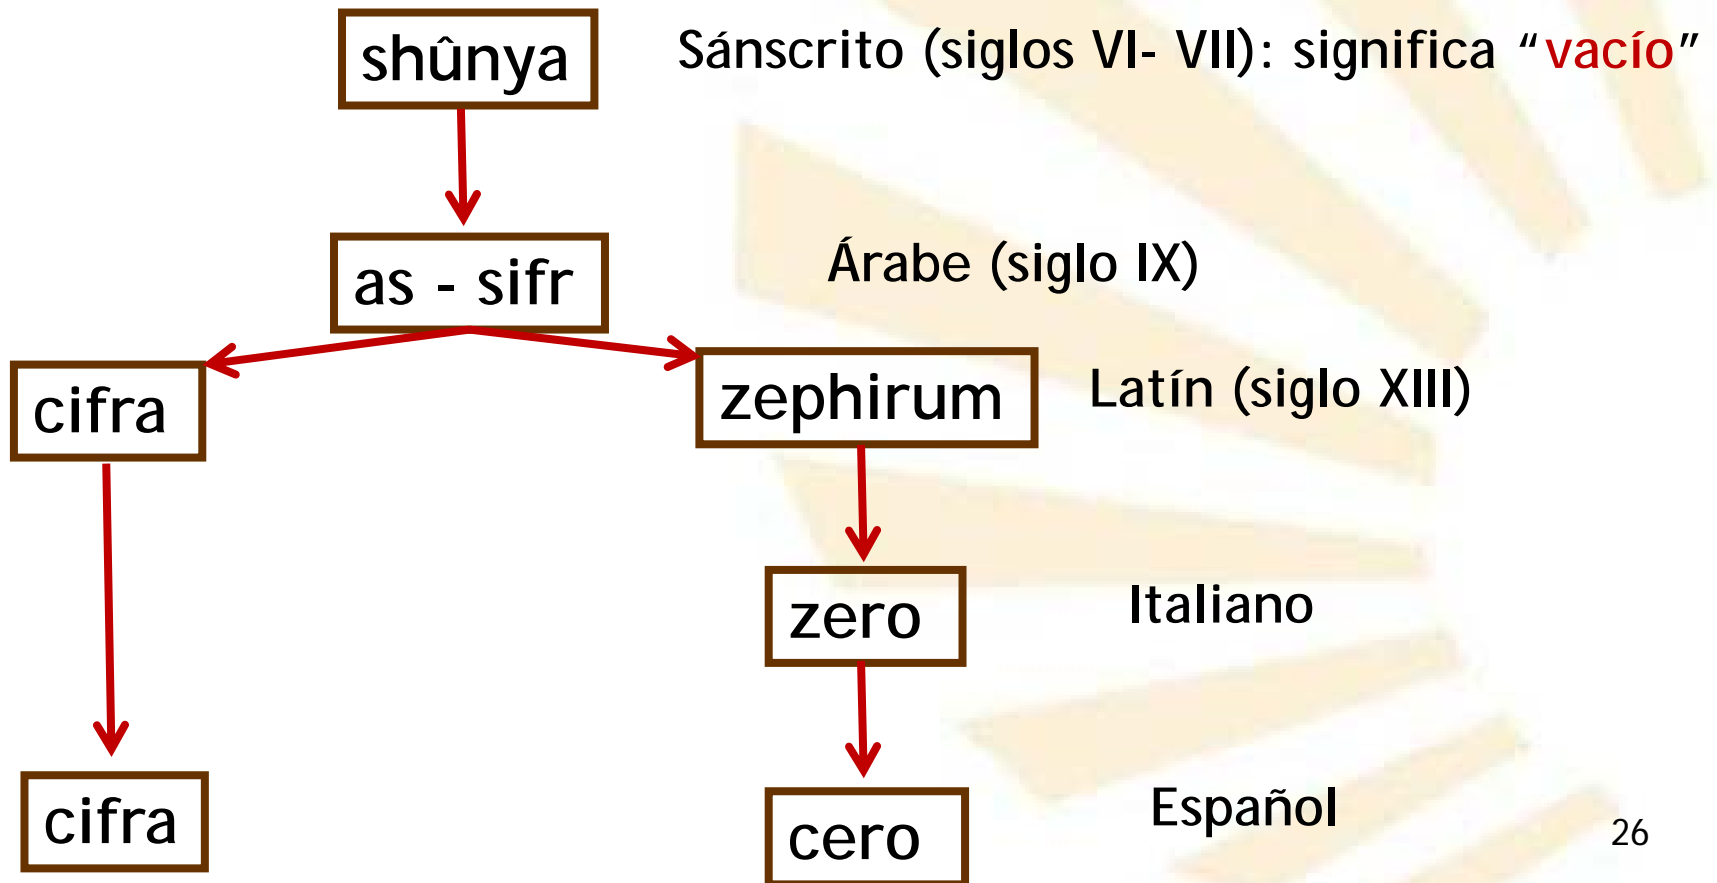 shûnya Sánscrito (siglos VI- VII): significa “vacío”
as - sifr Árabe (siglo IX)
cifra zephirum Latín (siglo XIII)
zero Italiano
cifra cero Español
26